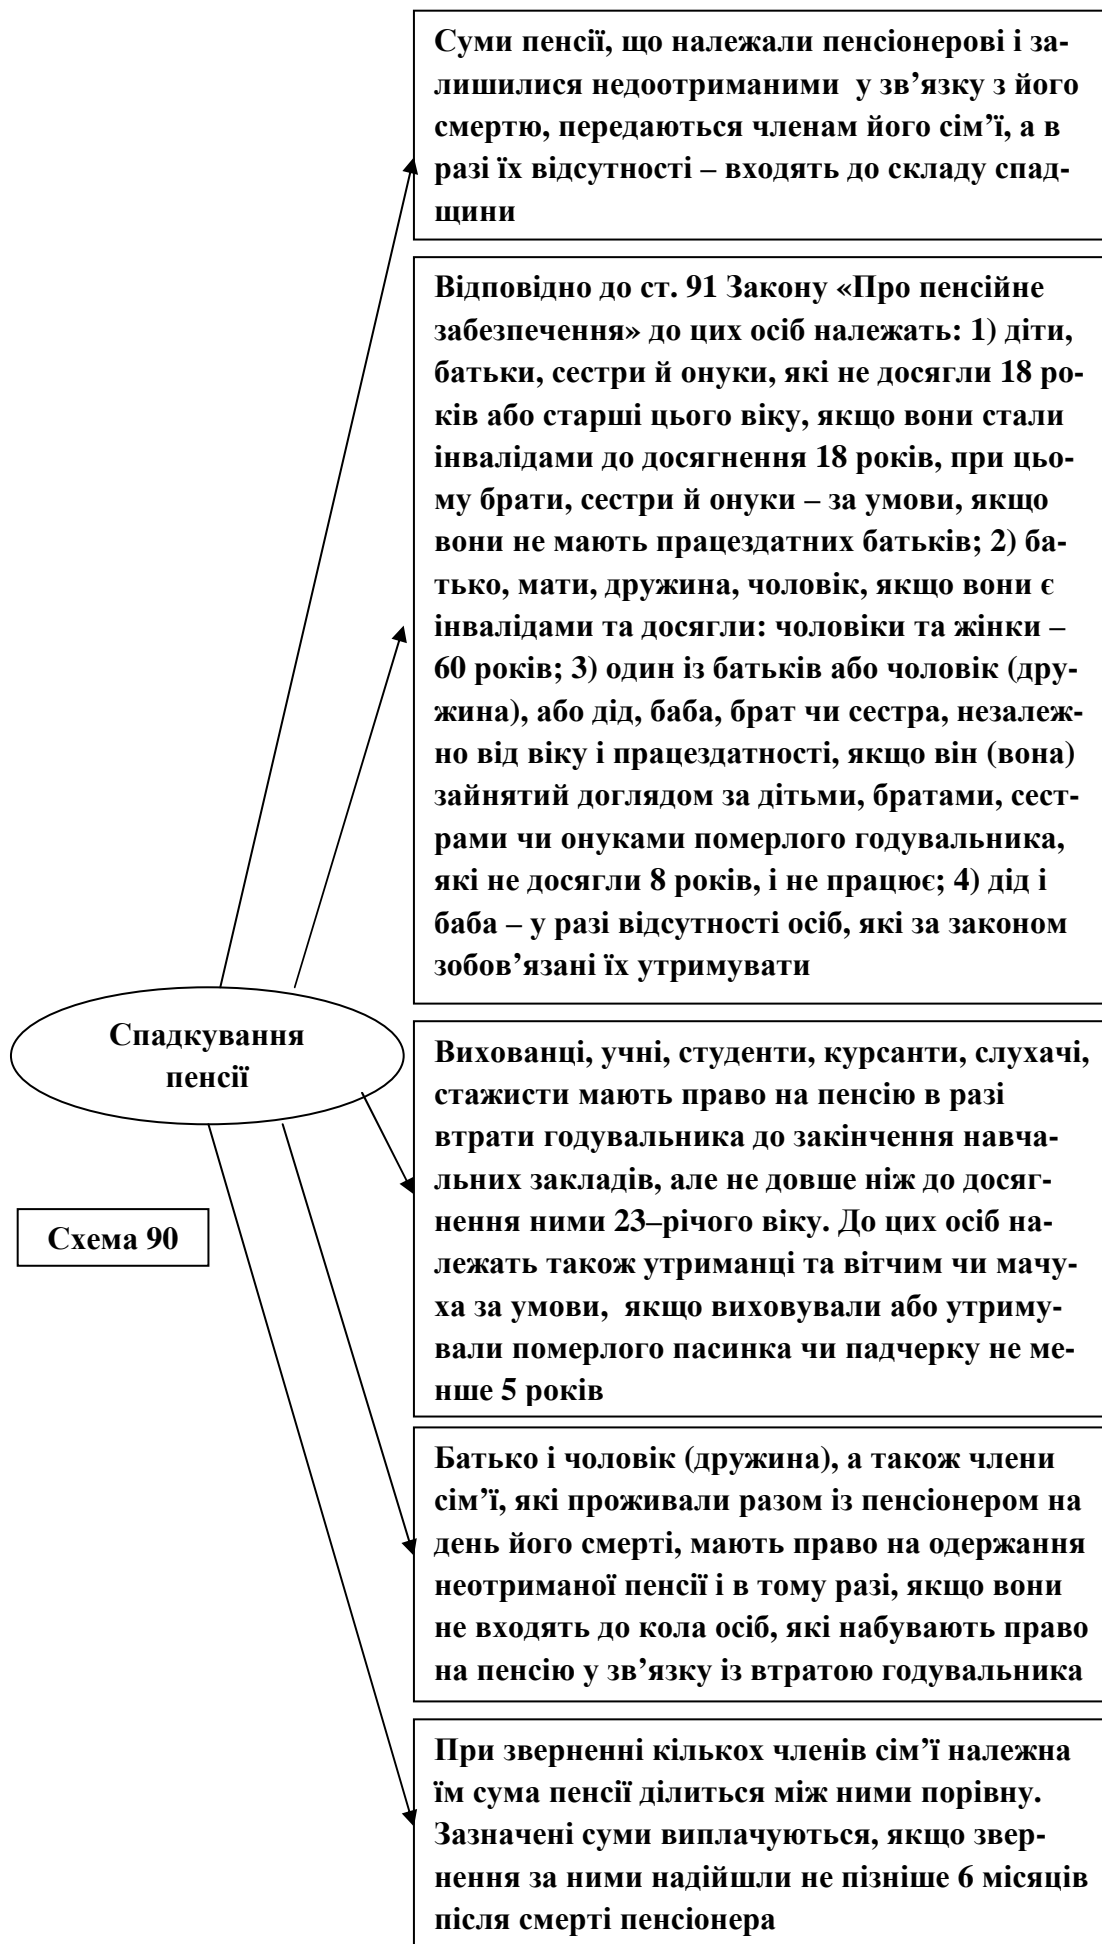 Суми пенсії, що належали пенсіонерові і за-
лишилися недоотриманими у зв’язку з його
смертю, передаються членам його сім’ї, а в
разі їх відсутності – входять до складу спад-
щини
Відповідно до ст. 91 Закону «Про пенсійне
забезпечення» до цих осіб належать: 1) діти,
батьки, сестри й онуки, які не досягли 18 ро-
ків або старші цього віку, якщо вони стали
інвалідами до досягнення 18 років, при цьо-
му брати, сестри й онуки – за умови, якщо
вони не мають працездатних батьків; 2) ба-
тько, мати, дружина, чоловік, якщо вони є
інвалідами та досягли: чоловіки та жінки –
60 років; 3) один із батьків або чоловік (дру-
жина), або дід, баба, брат чи сестра, незалеж-
но від віку і працездатності, якщо він (вона)
зайнятий доглядом за дітьми, братами, сест-
рами чи онуками померлого годувальника,
які не досягли 8 років, і не працює; 4) дід і
баба – у разі відсутності осіб, які за законом
зобов’язані їх утримувати
Спадкування
пенсії
Вихованці, учні, студенти, курсанти, слухачі,
стажисти мають право на пенсію в разі
втрати годувальника до закінчення навча-
льних закладів, але не довше ніж до досяг-
нення ними 23–річого віку. До цих осіб на-
лежать також утриманці та вітчим чи мачу-
ха за умови, якщо виховували або утриму-
вали померлого пасинка чи падчерку не ме-
нше 5 років
Схема 90
Батько і чоловік (дружина), а також члени
сім’ї, які проживали разом із пенсіонером на
день його смерті, мають право на одержання
неотриманої пенсії і в тому разі, якщо вони
не входять до кола осіб, які набувають право
на пенсію у зв’язку із втратою годувальника
При зверненні кількох членів сім’ї належна
їм сума пенсії ділиться між ними порівну.
Зазначені суми виплачуються, якщо звер-
нення за ними надійшли не пізніше 6 місяців
після смерті пенсіонера